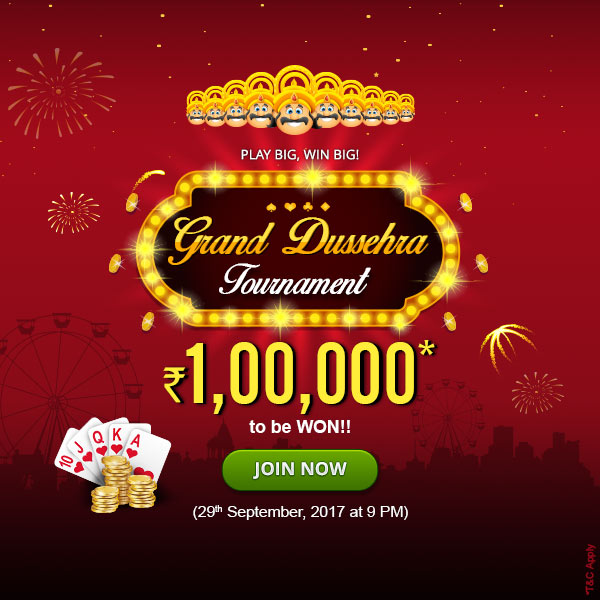 PLAY BIG, WIN BIG!
Grand Dussehra
Tournament
₹1,00,000*
to be WON!!
10 J Q K A
JOIN NOW
(29th September, 2017 at 9 PM)
*T&C Apply